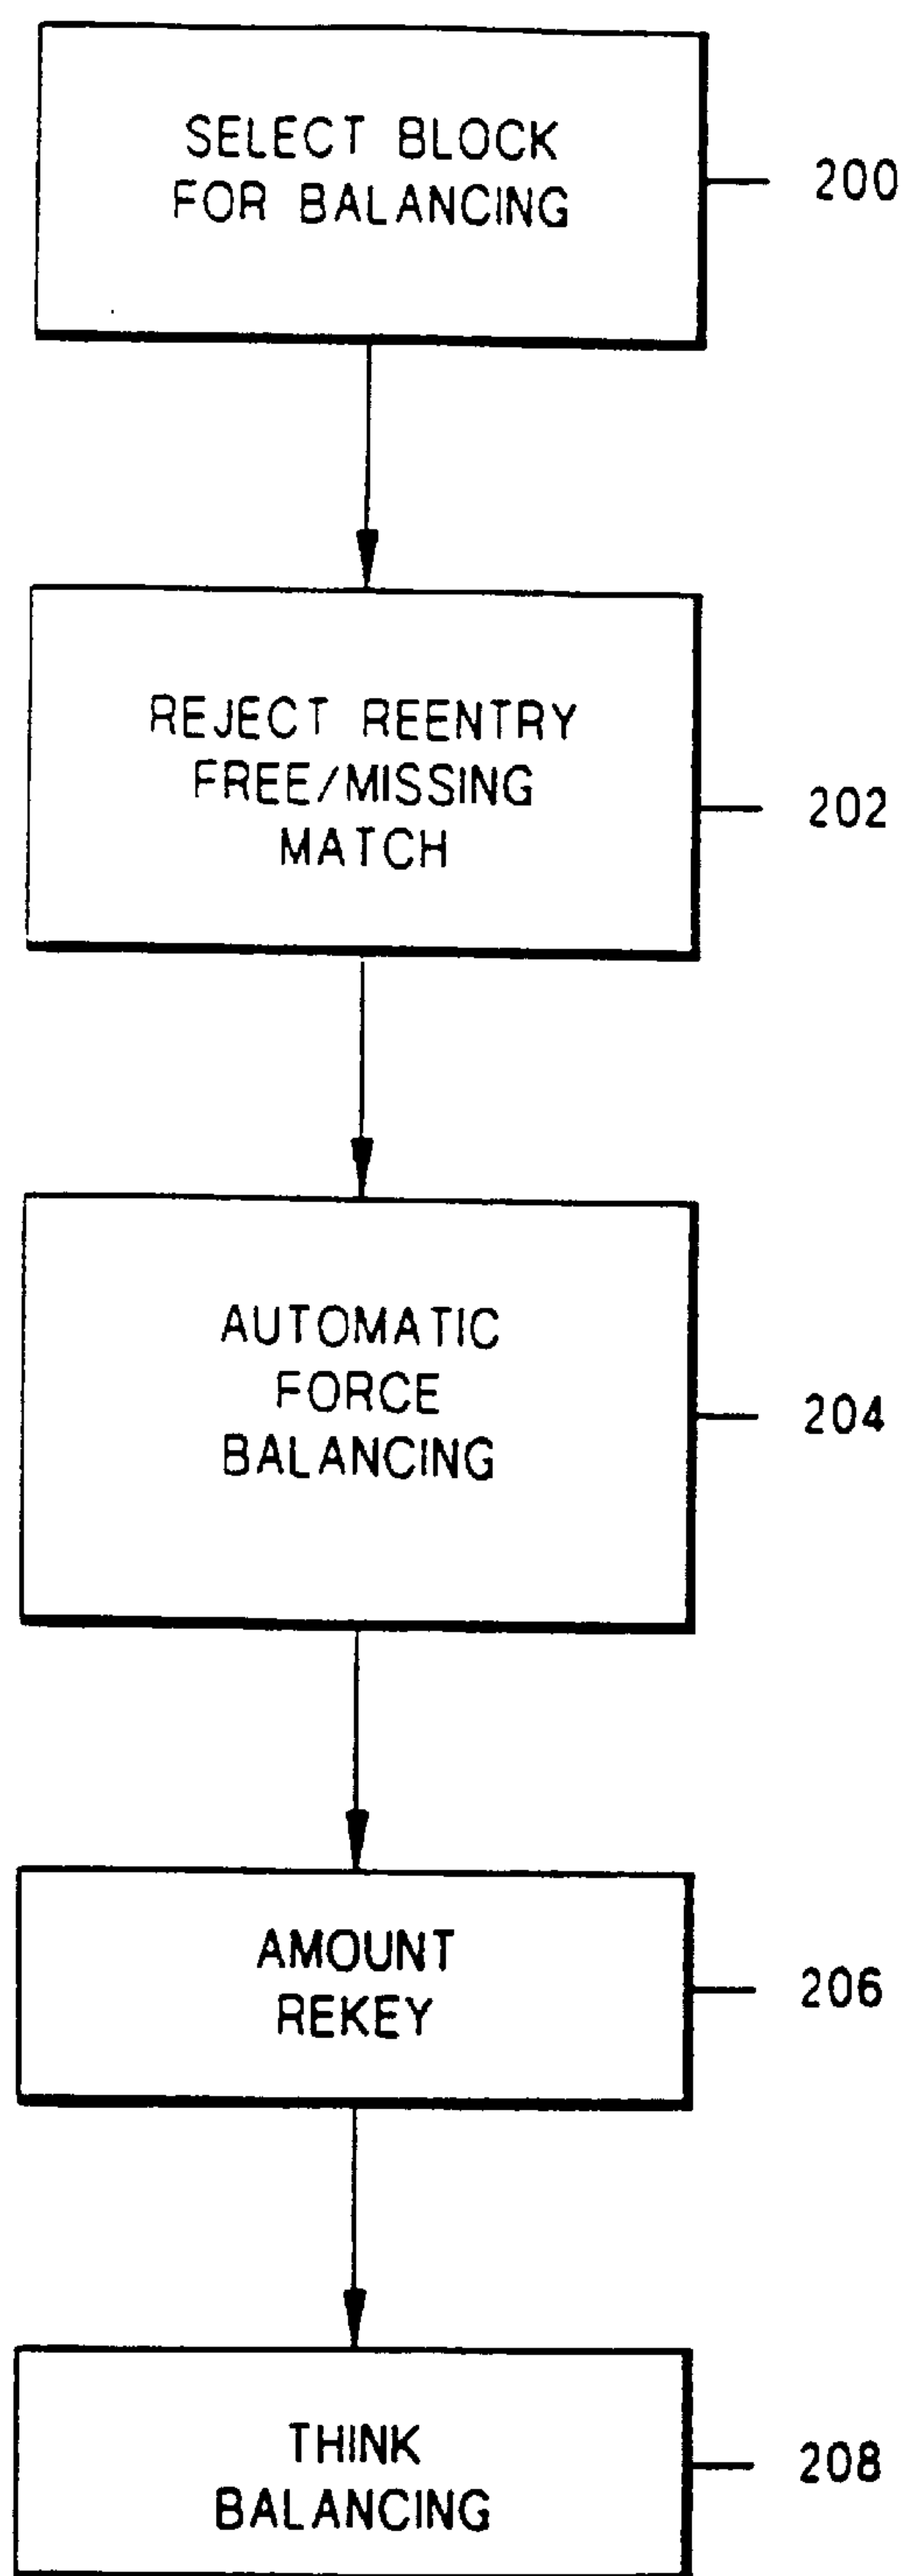 SELECT BLOCK
FOR BALANCING
200
REJECT REENTRY
FREE/MISSING
MATCH
202
AUTOMATIC
FORCE
BALANCING
204
AMOUNT
REKEY
206
THINK
BALANCING
208